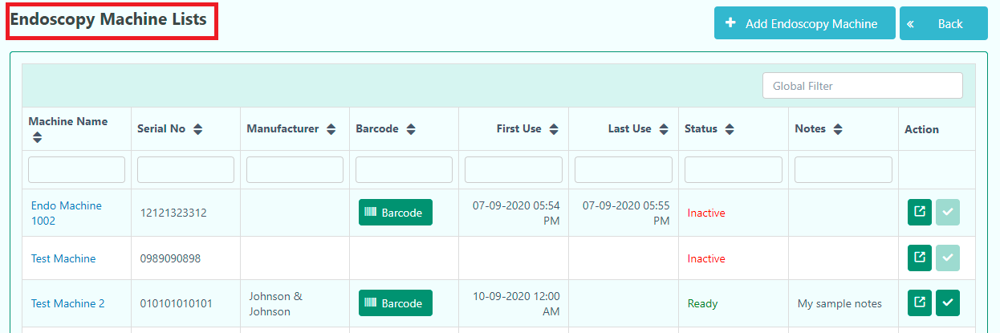 Endoscopy Machine Lists
Add Endoscopy Machine
Back
Global Filter
Machine Name
Serial No
Manufacturer
Barcode
First Use
Last Use
Status
Notes
Action
Endo Machine
1002
12121323312
Barcode
07-09-2020 05:54
PM
07-09-2020 05:55
PM
Inactive
Test Machine
0989090898
Inactive
Test Machine 2
010101010101
Johnson &
Johnson
Barcode
10-09-2020 12:00
AM
Ready
My sample notes